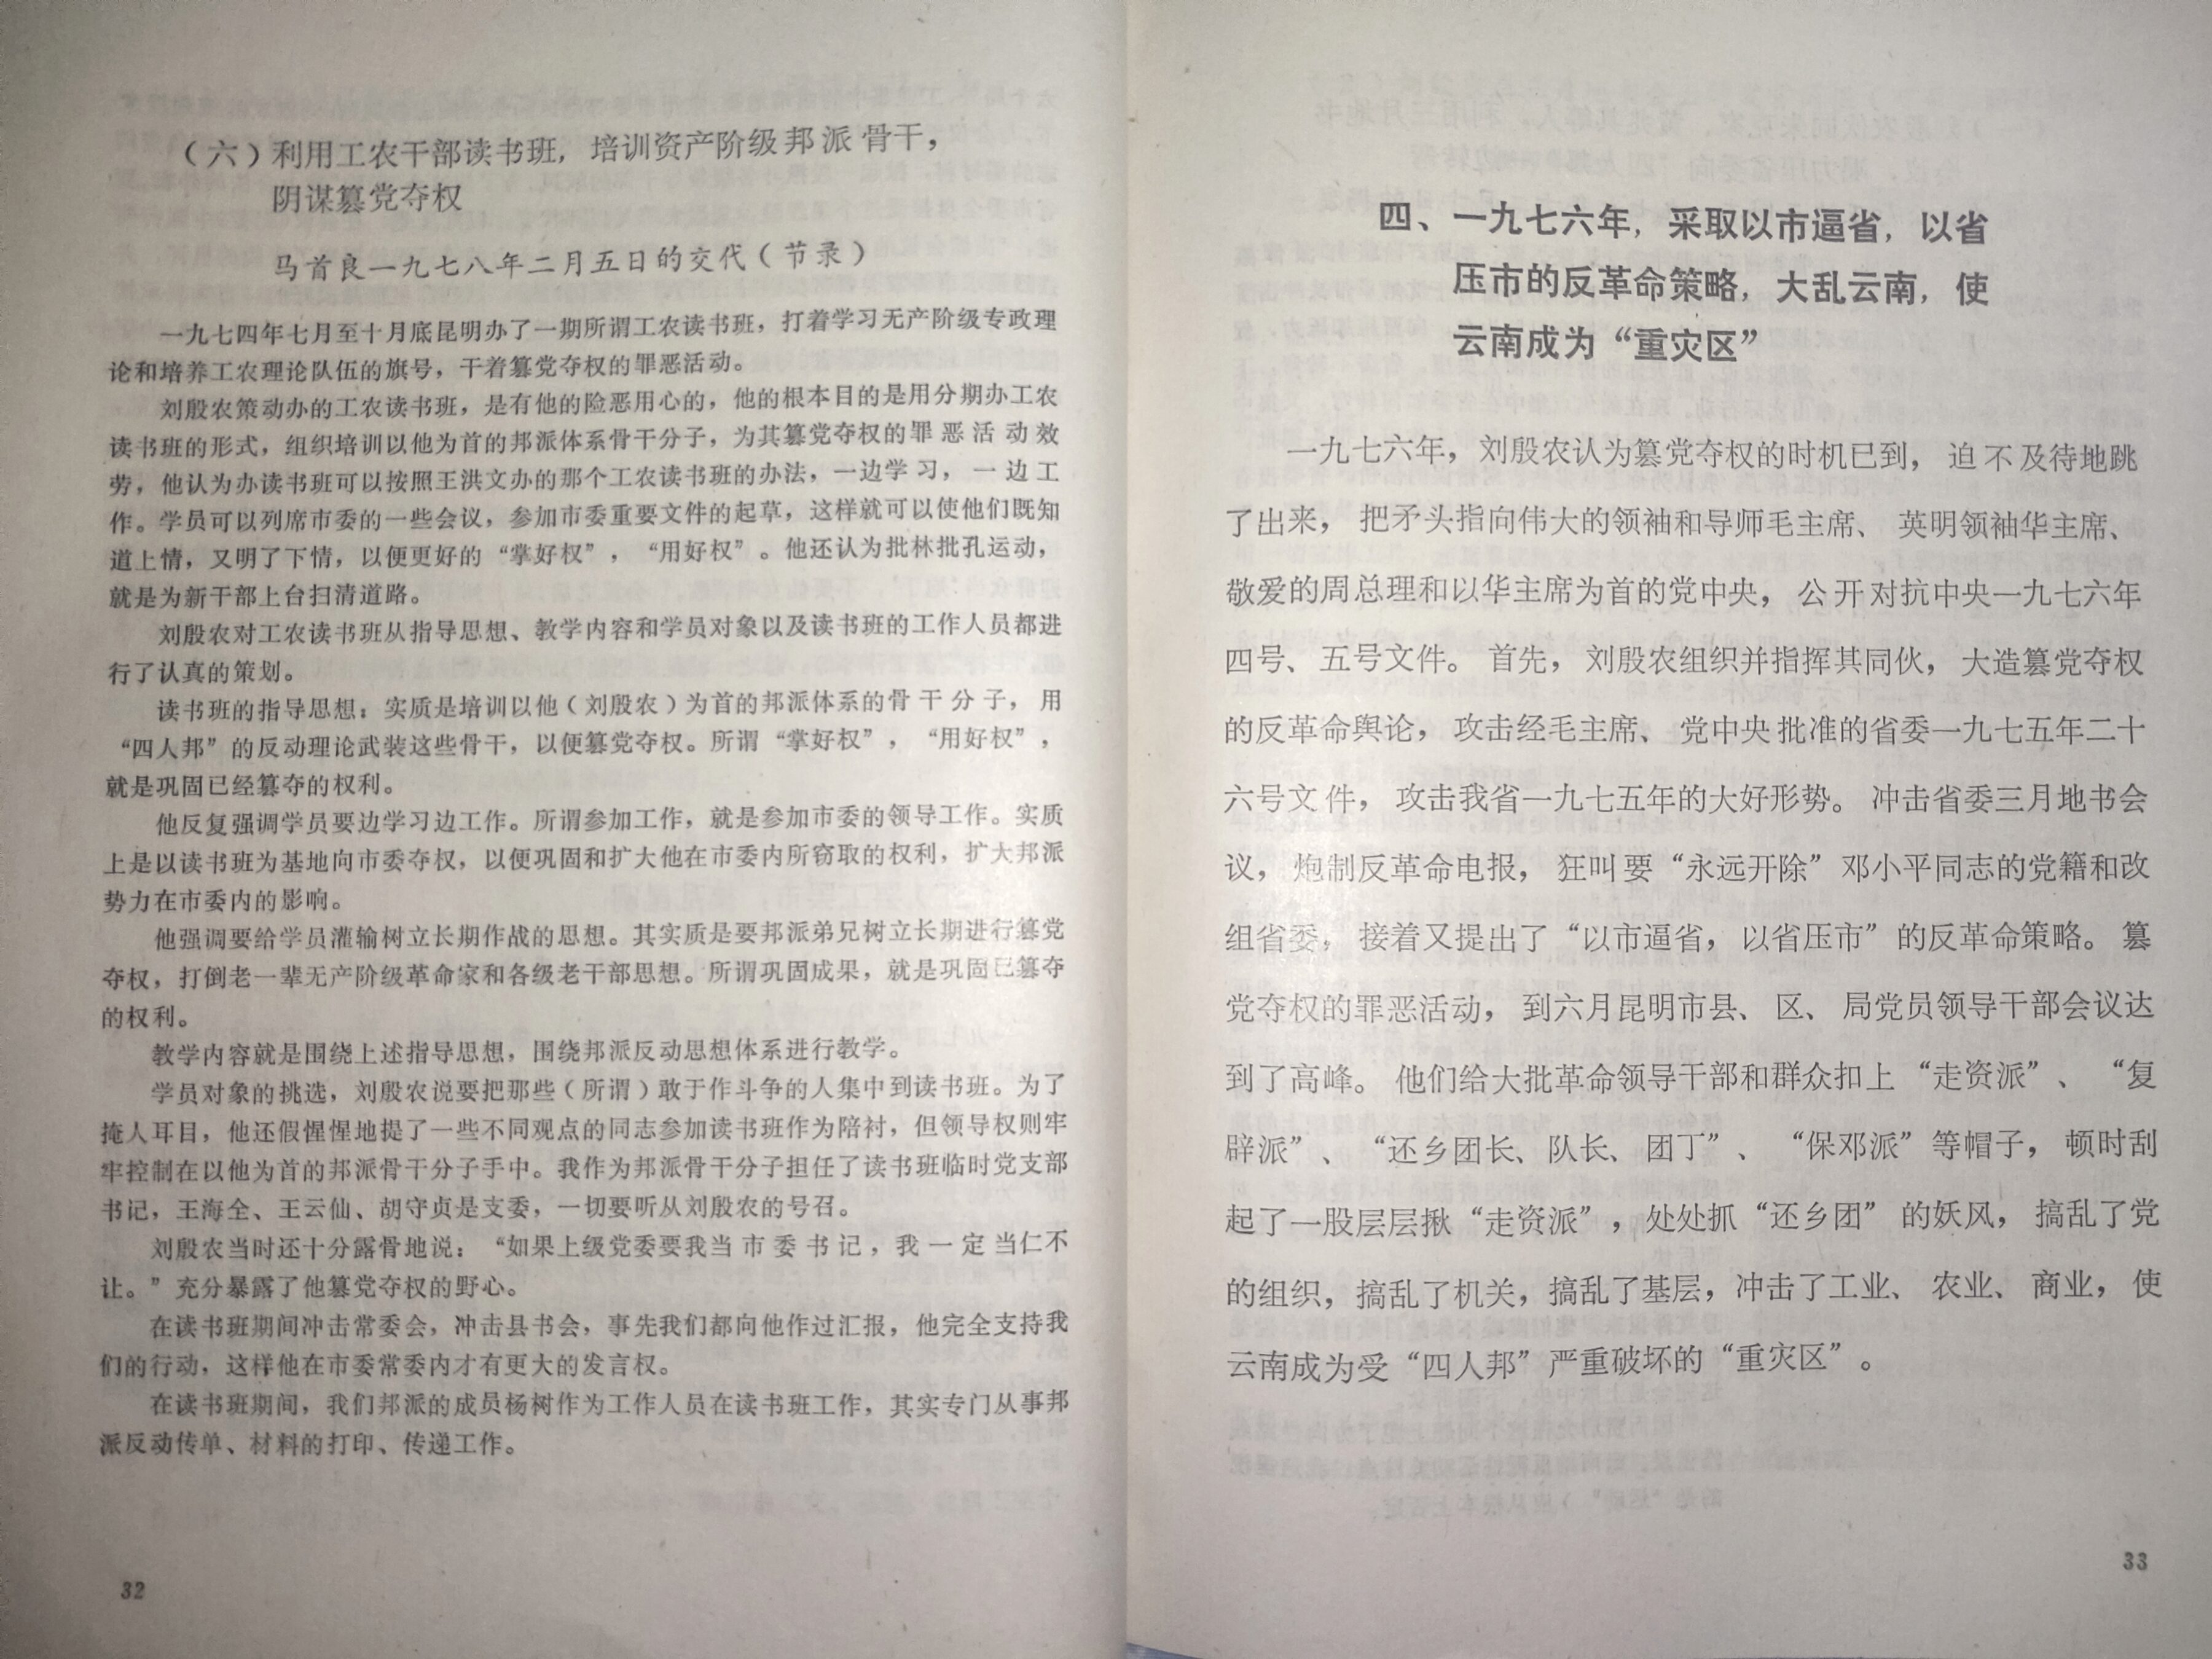 （六）利用工农干部读书班，培训资产阶级邦派骨干，
阴谋篡党夺权
马首良一九七八年二月五日的交代（节录）
一九七四年七月至十月底昆明办了一期所谓工农读书班，打着学习无产阶级专政理
论和培养工农理论队伍的旗号，干着篡党夺权的罪恶活动。
刘殷农策动办的工农读书班，是有他的险恶用心的，他的根本目的是用分期办工农
读书班的形式，组织培训以他为首的邦派体系骨干分子，为其篡党夺权的罪恶活动效
劳，他认为办读书班可以按照王洪文办的那个工农读书班的办法，一边学习，一边工
作。学员可以列席市委的一些会议，参加市委重要文件的起草，这样就可以使他们既知
道上情，又明了下情，以便更好的“掌好权”，“用好权”。他还认为批林批孔运动，
就是为新干部上台扫清道路。
刘殷农对工农读书班从指导思想、教学内容和学员对象以及读书班的工作人员都进
行了认真的策划。
读书班的指导思想：实质是培训以他（刘殷农）为首的邦派体系的骨干分子，用
“四人邦”的反动理论武装这些骨干，以便篡党夺权。所谓“掌好权”，“用好权”，
就是巩固已经篡夺的权利。
他反复强调学员要边学习边工作。所谓参加工作，就是参加市委的领导工作。实质
上是以读书班为基地向市委夺权，以便巩固和扩大他在市委内所窃取的权利，扩大邦派
势力在市委内的影响。
他强调要给学员灌输树立长期作战的思想。其实质是要邦派弟兄树立长期进行篡党
夺权，打倒老一辈无产阶级革命家和各级老干部思想。所谓巩固成果，就是巩固已篡夺
的权利。
教学内容就是围绕上述指导思想，围绕邦派反动思想体系进行教学。
学员对象的挑选，刘殷农说要把那些（所谓）敢于作斗争的人集中到读书班。为了
掩人耳目，他还假惺惺地提了一些不同观点的同志参加读书班作为陪衬，但领导权则牢
牢控制在以他为首的邦派骨干分子手中。我作为邦派骨干分子担任了读书班临时党支部
书记，王海全、王云仙、胡守贞是支委，一切要听从刘殷农的号召。
刘殷农当时还十分露骨地说：“如果上级党委要我当市委书记，我一定当仁不
让。”充分暴露了他篡党夺权的野心。
在读书班期间冲击常委会，冲击县书会，事先我们都向他作过汇报，他完全支持我
们的行动，这样他在市委常委内才有更大的发言权。
在读书班期间，我们邦派的成员杨树作为工作人员在读书班工作，其实专门从事邦
派反动传单、材料的打印、传递工作。
32
四、一九七六年，采取以市逼省，以省
压市的反革命策略，大乱云南，使
云南成为“重灾区”
一九七六年，刘殷农认为篡党夺权的时机已到，迫不及待地跳
了出来，把矛头指向伟大的领袖和导师毛主席、英明领袖华主席、
敬爱的周总理和以华主席为首的党中央，公开对抗中央一九七六年
四号、五号文件。首先，刘殷农组织并指挥其同伙，大造篡党夺权
的反革命舆论，攻击经毛主席、党中央批准的省委一九七五年二十
六号文件，攻击我省一九七五年的大好形势。冲击省委三月地书会
议，炮制反革命电报，狂叫要“永远开除”邓小平同志的党籍和改
组省委，接着又提出了“以市逼省，以省压市”的反革命策略。篡
党夺权的罪恶活动，到六月昆明市县、区、局党员领导干部会议达
到了高峰。他们给大批革命领导干部和群众扣上“走资派”、“复
辟派”、“还乡团长、队长、团丁”、“保邓派”等帽子，顿时刮
起了一股层层揪“走资派”，处处抓“还乡团”的妖风，搞乱了党
的组织，搞乱了机关，搞乱了基层，冲击了工业、农业、商业，使
云南成为受“四人邦”严重破坏的“重灾区”。
33